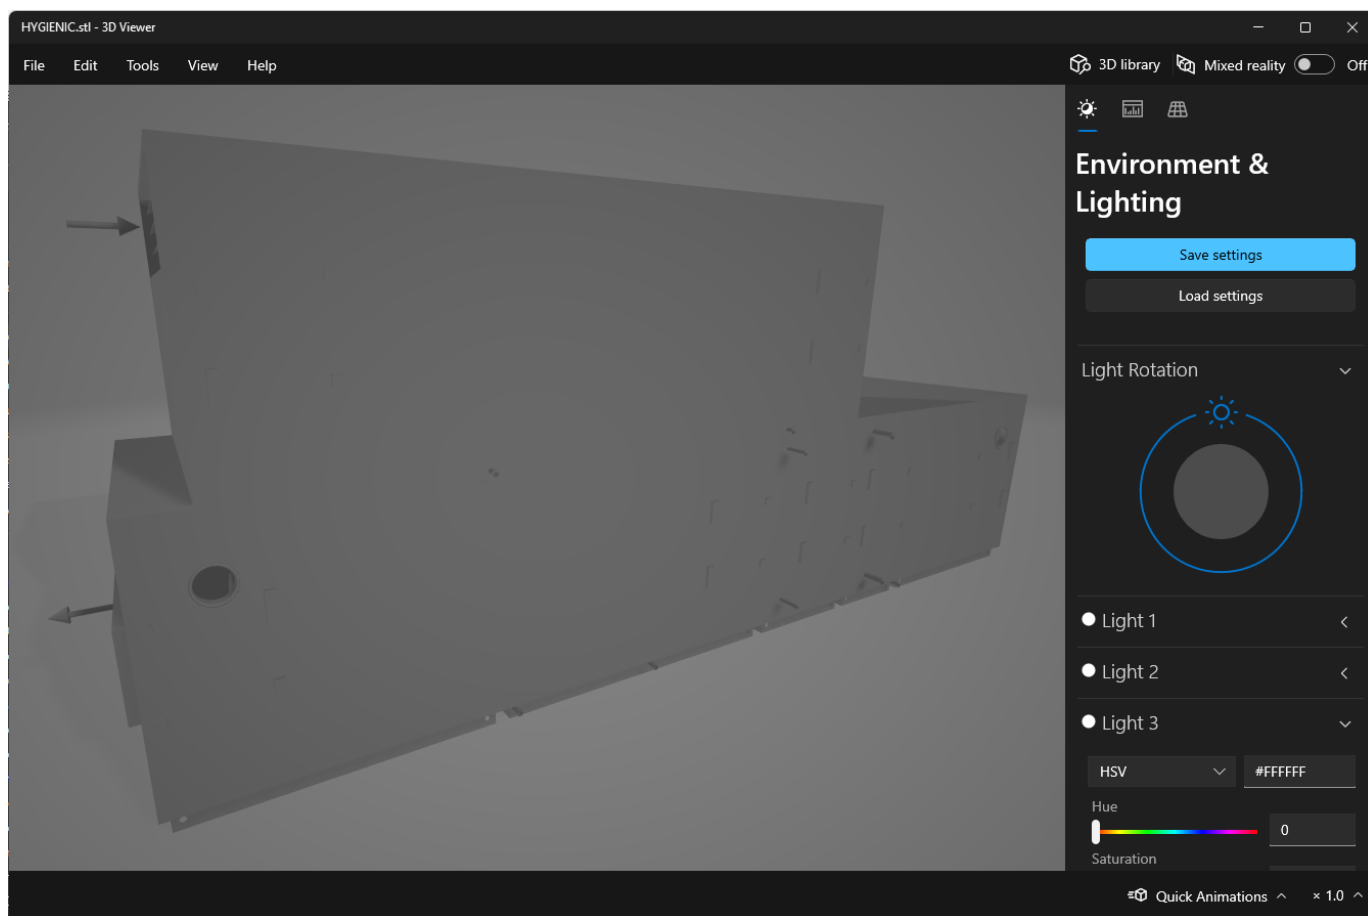 HYGIENIC.stl - 3D Viewer
File Edit Tools View Help
3D library Mixed reality Off
Environment &
Lighting
Save settings
Load settings
Light Rotation
Light 1
Light 2
Light 3
HSV #FFFFFF
Hue
0
Saturation
Quick Animations × 1.0